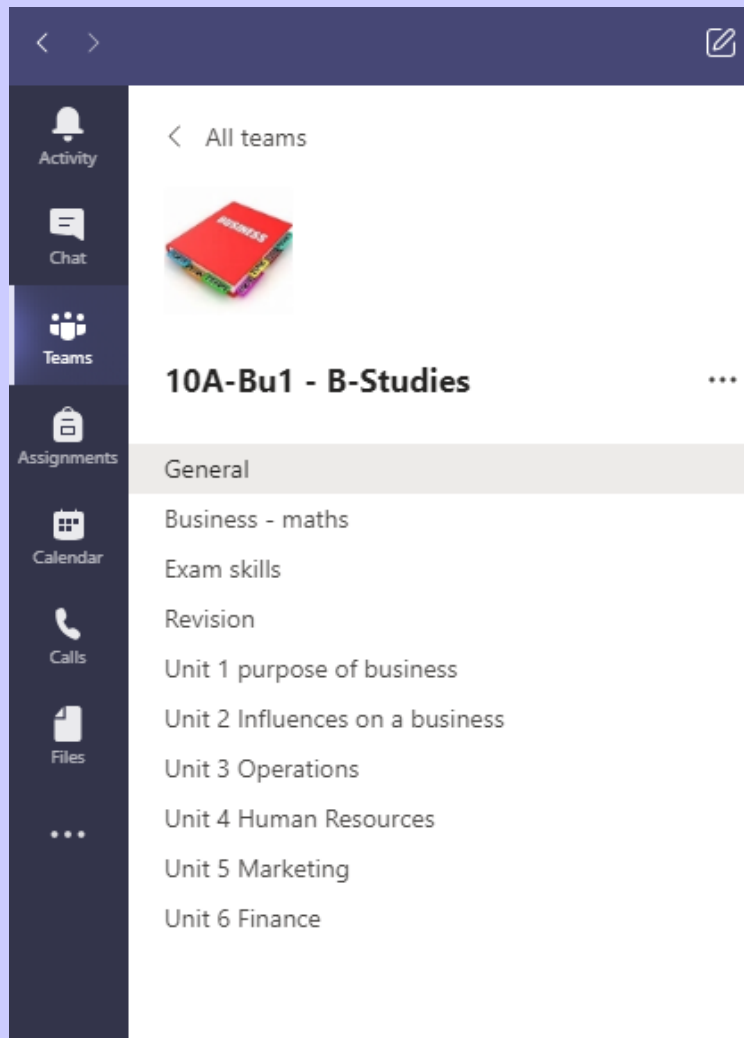 All teams
BUSINESS
10A-Bu1 - B-Studies
General
Business - maths
Exam skills
Revision
Unit 1 purpose of business
Unit 2 Influences on a business
Unit 3 Operations
Unit 4 Human Resources
Unit 5 Marketing
Unit 6 Finance
Activity
Chat
Teams
Assignments
Calendar
Calls
Files